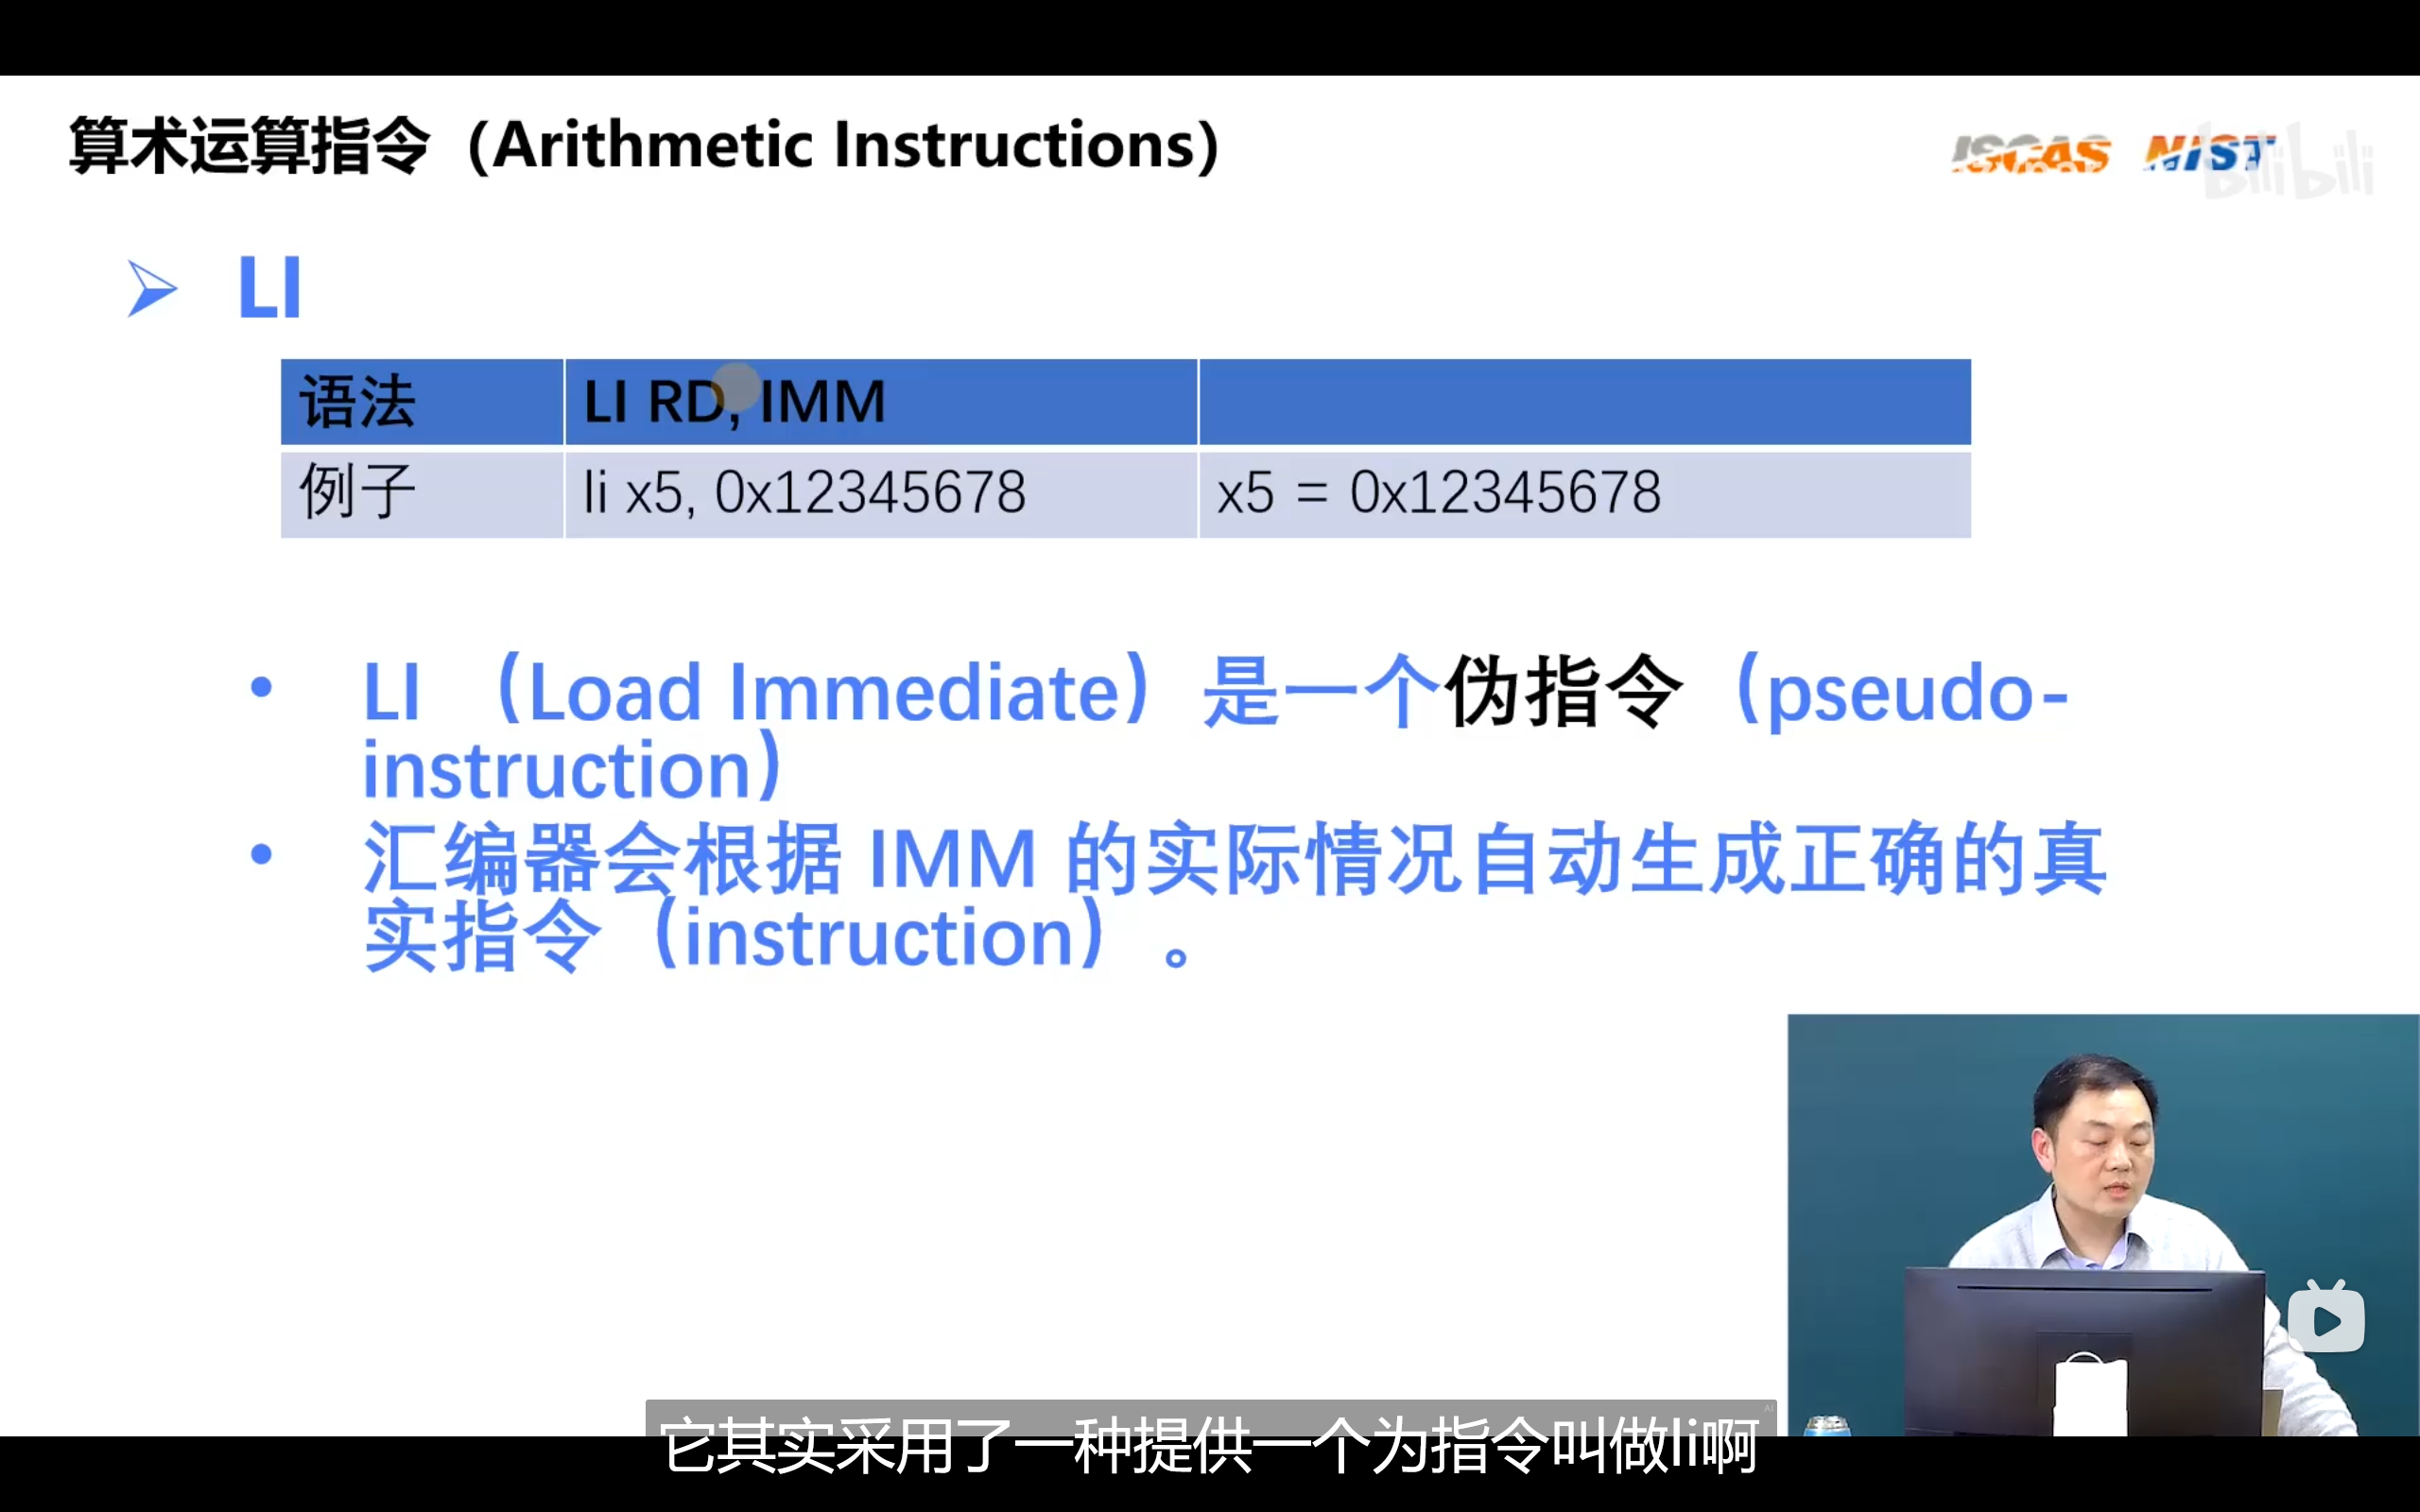 算术运算指令（Arithmetic Instructions）
ISCAS NIST
bilibili
LI
语法 LI RD, IMM
例子 li x5, 0x12345678 x5 = 0x12345678
• LI （Load Immediate）是一个伪指令（pseudo-
instruction）
• 汇编器会根据 IMM 的实际情况自动生成正确的真
实指令（instruction）。
AI
它其实采用了一种提供一个为指令叫做li啊